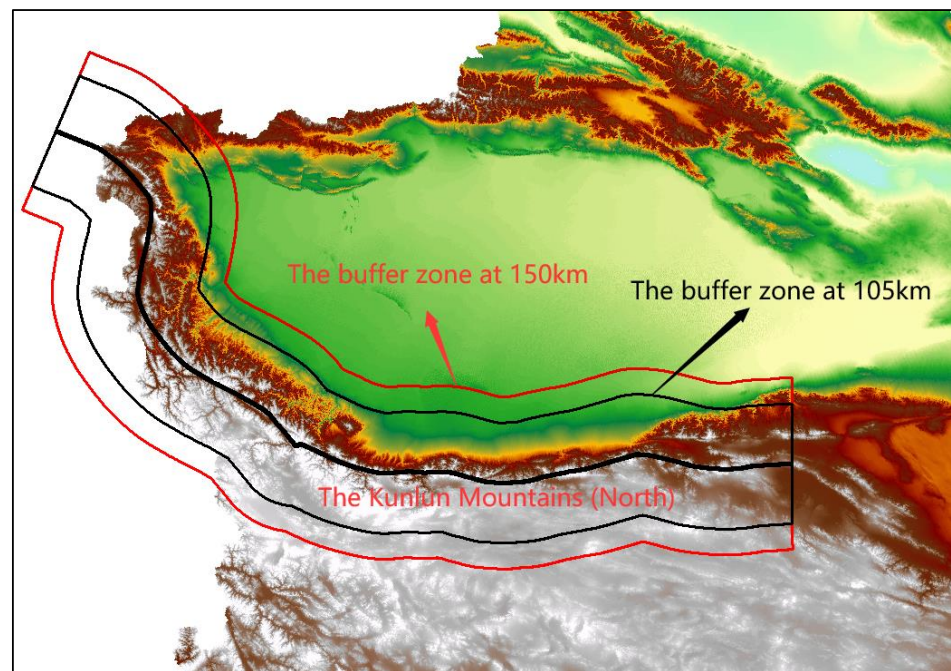 The buffer zone at 150km
The buffer zone at 105km
The Kunlun Mountains (North)